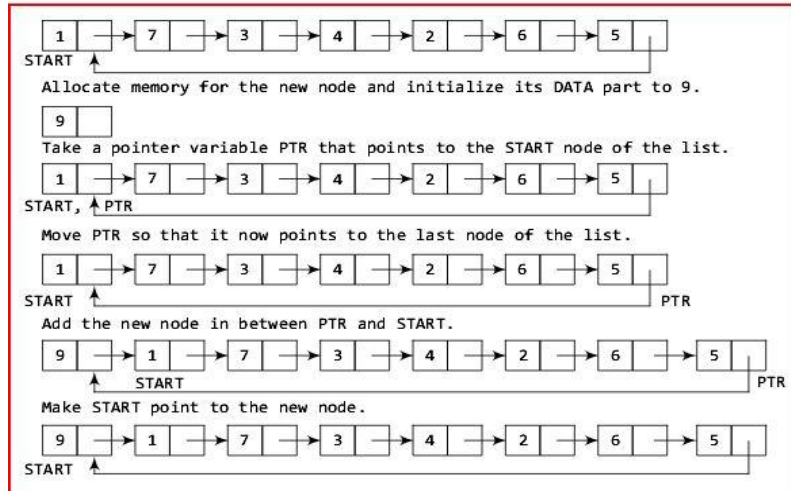 1 7 3 4 2 6 5
START
Allocate memory for the new node and initialize its DATA part to 9.
9
Take a pointer variable PTR that points to the START node of the list.
1 7 3 4 2 6 5
START, PTR
Move PTR so that it now points to the last node of the list.
1 7 3 4 2 6 5
START PTR
Add the new node in between PTR and START.
9 1 7 3 4 2 6 5
START PTR
Make START point to the new node.
9 1 7 3 4 2 6 5
START